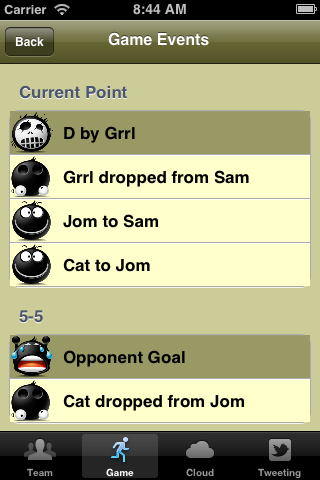 Carrier 8:44 AM
Back Game Events
Current Point
D by Grrl
Grrl dropped from Sam
Jom to Sam
Cat to Jom
5-5
Opponent Goal
Cat dropped from Jom
Team Game Cloud Tweeting